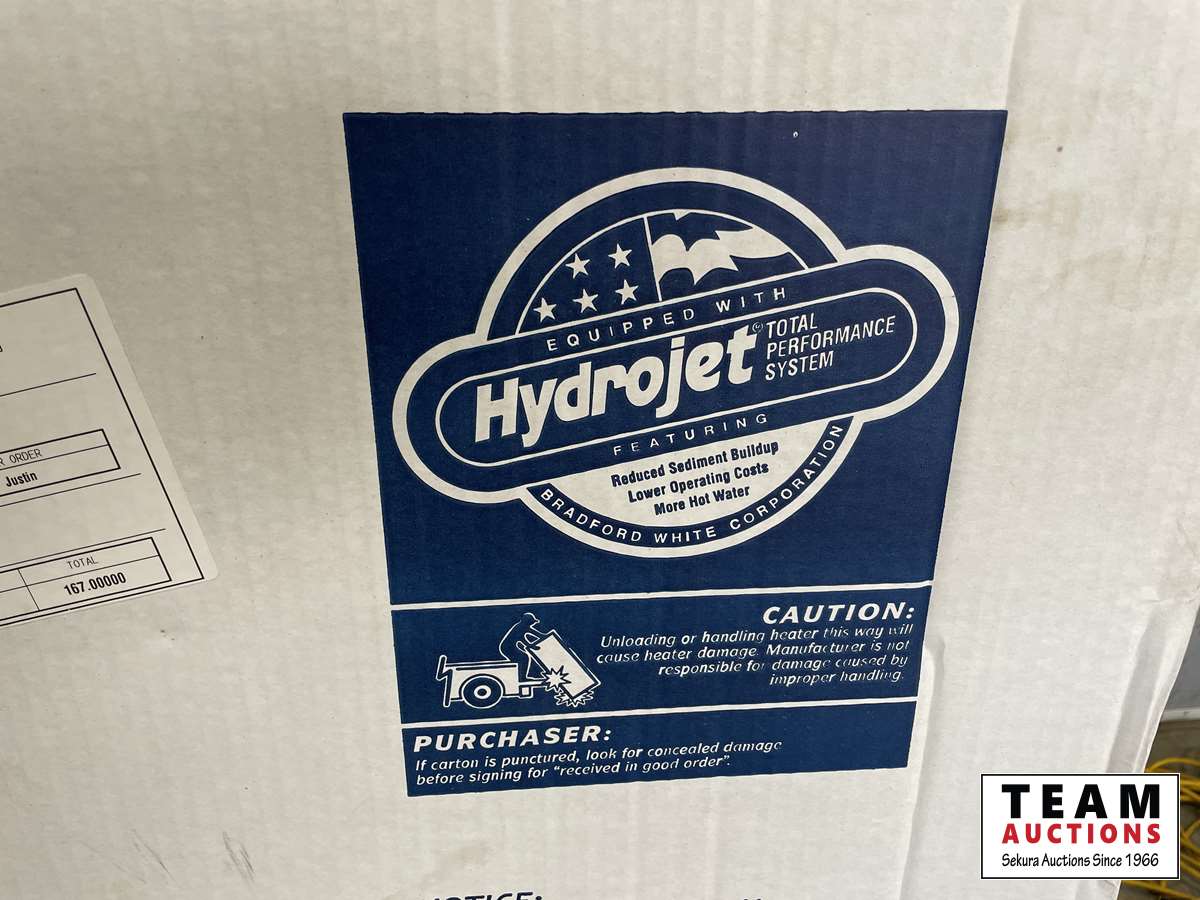 EQUIPPED WITH
Hydrojet©
TOTAL
PERFORMANCE
SYSTEM
FEATURING
Reduced Sediment Buildup
Lower Operating Costs
More Hot Water
BRADFORD WHITE CORPORATION
R ORDER
Justin
TOTAL
167.00000
CAUTION:
Unloading or handling heater this way will
cause heater damage. Manufacturer is not
responsible for damage caused by
improper handling.
PURCHASER:
If carton is punctured, look for concealed damage
before signing for "received in good order".
NOTICE:
TEAM
AUCTIONS
Sekura Auctions Since 1966